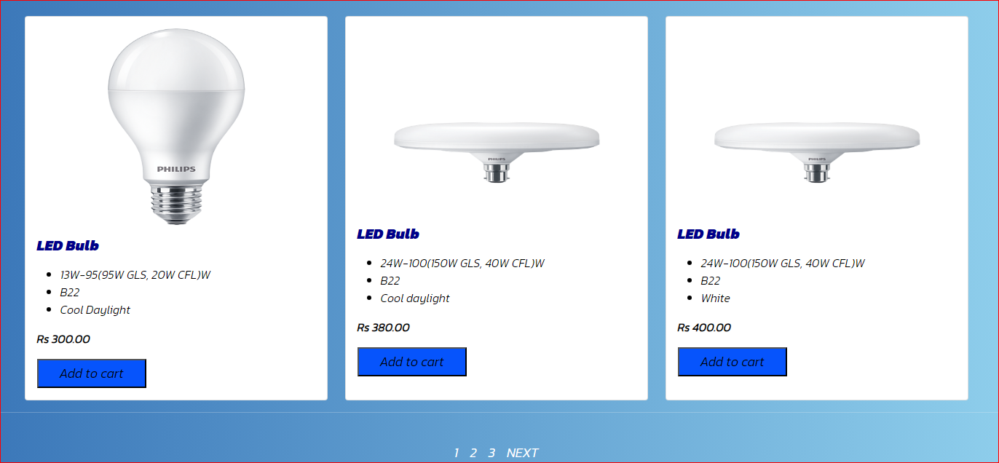 PHILIPS
LED Bulb
13W-95(95W GLS, 20W CFL)W
B22
Cool Daylight
Rs 300.00
Add to cart
PHILIPS
LED Bulb
24W-100(150W GLS, 40W CFL)W
B22
Cool daylight
Rs 380.00
Add to cart
PHILIPS
LED Bulb
24W-100(150W GLS, 40W CFL)W
B22
White
Rs 400.00
Add to cart
1 2 3 NEXT